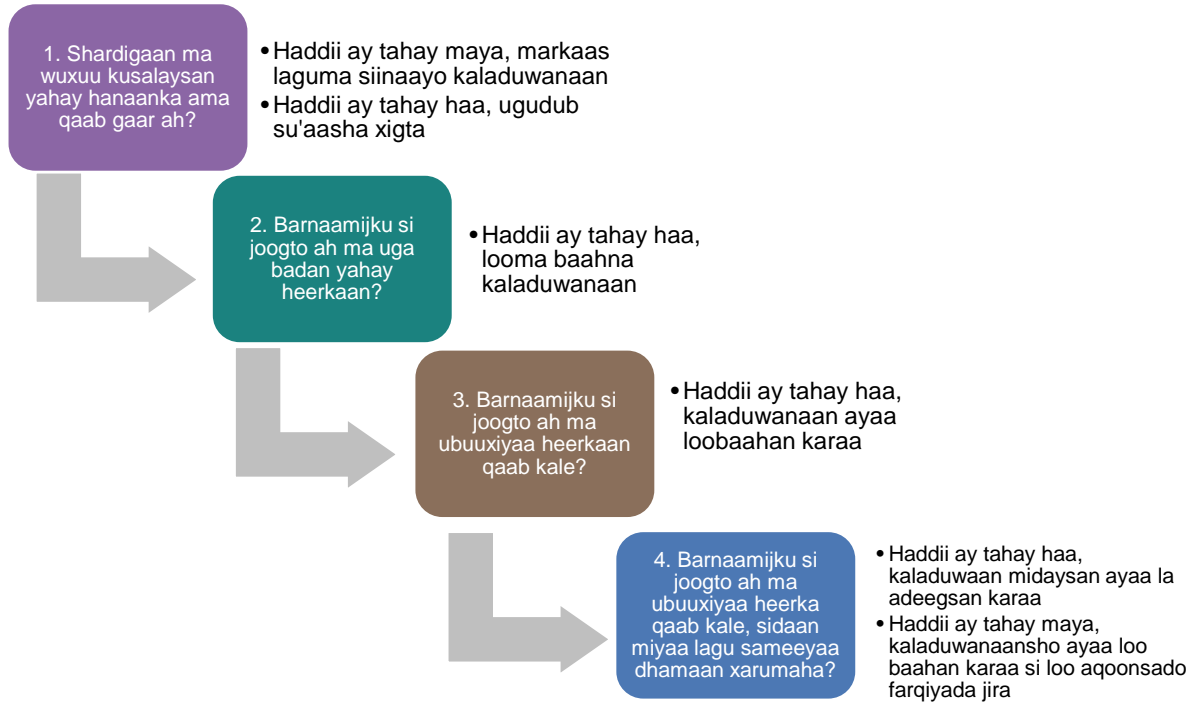 1. Shardigaan ma
wuxuu kusalaysan
yahay hanaanka ama
qaab gaar ah?
• Haddii ay tahay maya, markaas
laguma siinaayo kaladuwanaan
• Haddii ay tahay haa, ugudub
su'aasha xigta
2. Barnaamijku si
joogto ah ma uga
badan yahay
heerkaan?
• Haddii ay tahay haa,
looma baahna
kaladuwanaan
3. Barnaamijku si
joogto ah ma
ubuuxiyaa heerkaan
qaab kale?
• Haddii ay tahay haa,
kaladuwanaan ayaa
loobaahan karaa
4. Barnaamijku si
joogto ah ma
ubuuxiyaa heerka
qaab kale, sidaan
miyaa lagu sameeyaa
dhamaan xarumaha?
• Haddii ay tahay haa,
kaladuwaan midaysan ayaa la
adeegsan karaa
• Haddii ay tahay maya,
kaladuwanaansho ayaa loo
baahan karaa si loo aqoonsado
farqiyada jira